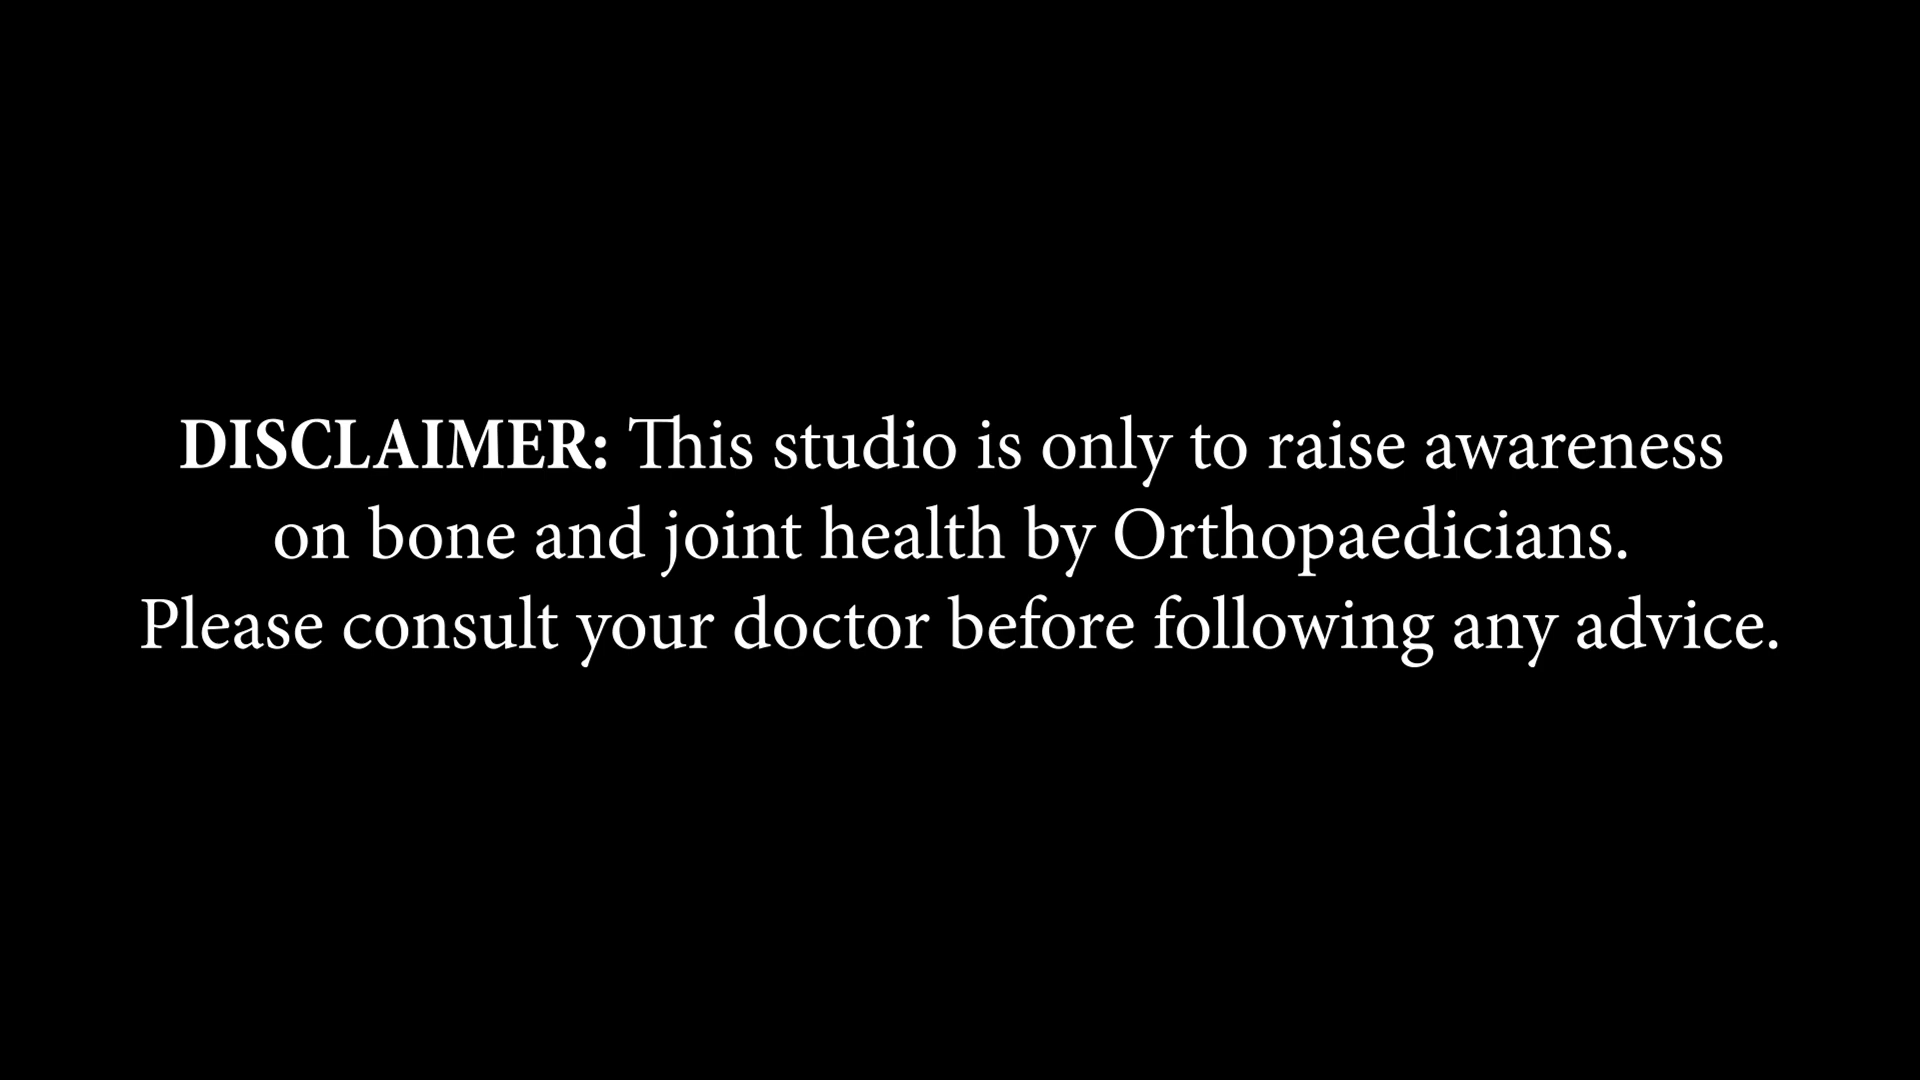 DISCLAIMER: This studio is only to raise awareness
on bone and joint health by Orthopaedicians.
Please consult your doctor before following any advice.